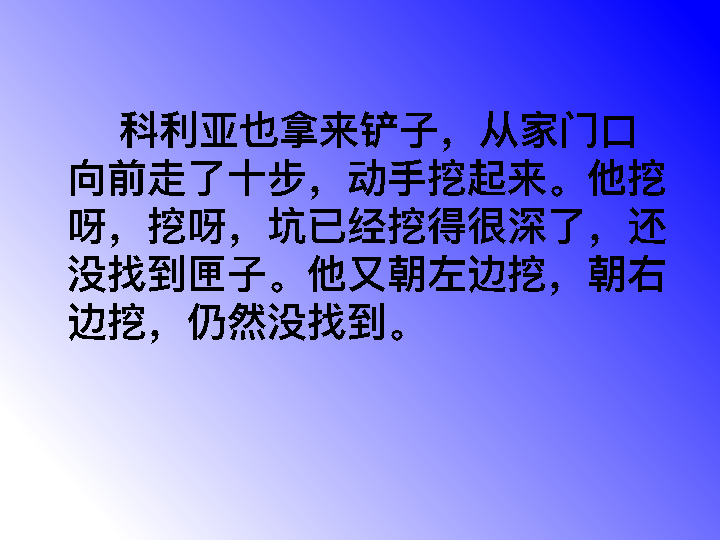 科利亚也拿来铲子，从家门口
向前走了十步，动手挖起来。他挖
呀，挖呀，坑已经挖得很深了，还
没找到匣子。他又朝左边挖，朝右
边挖，仍然没找到。